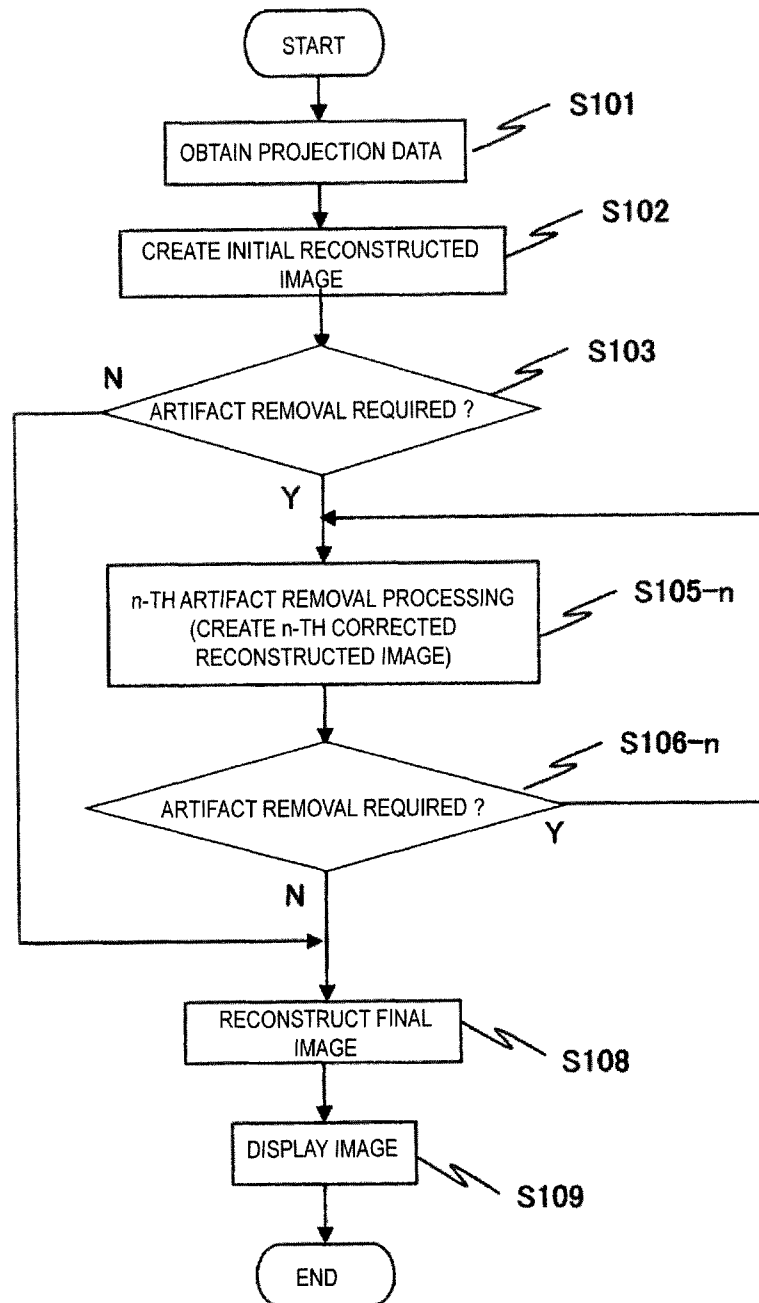 START
S101
OBTAIN PROJECTION DATA
S102
CREATE INITIAL RECONSTRUCTED
IMAGE
S103
N
ARTIFACT REMOVAL REQUIRED ?
Y
n-TH ARTIFACT REMOVAL PROCESSING
(CREATE n-TH CORRECTED
RECONSTRUCTED IMAGE)
S105-n
S106-n
ARTIFACT REMOVAL REQUIRED ?
Y
N
RECONSTRUCT FINAL
IMAGE
S108
DISPLAY IMAGE
S109
END